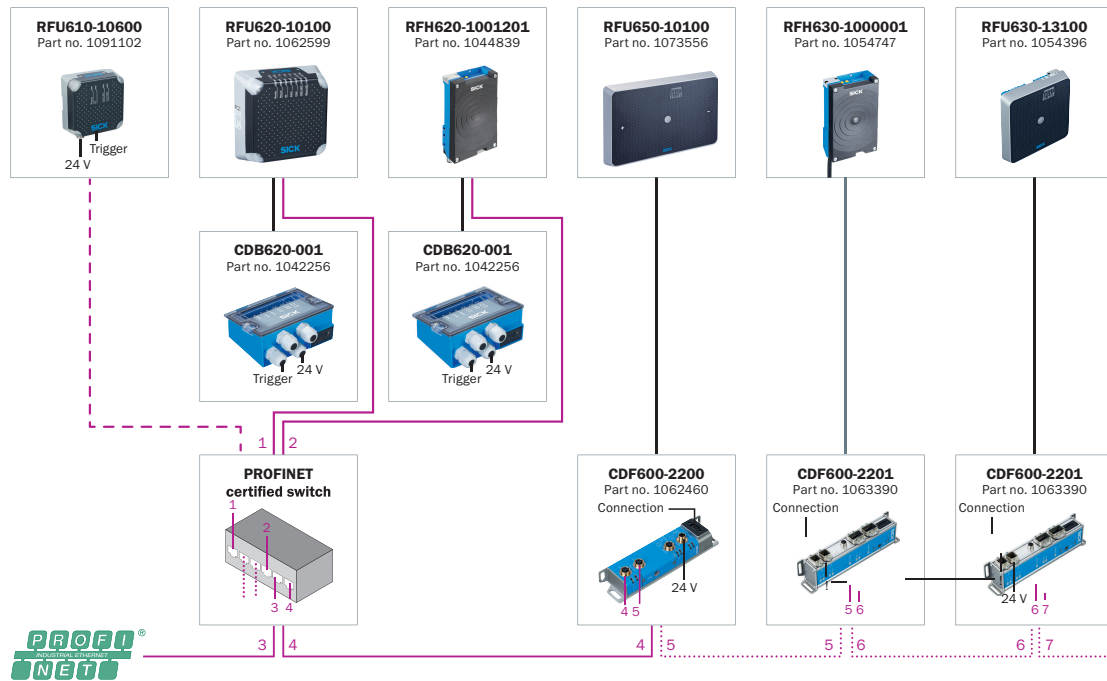 RFU610-10600
Part no. 1091102
SICK
Trigger
24 V
RFU620-10100
Part no. 1062599
SICK
RFH620-1001201
Part no. 1044839
SICK
RFU650-10100
Part no. 1073556
SICK
RFH630-1000001
Part no. 1054747
SICK
RFU630-13100
Part no. 1054396
CDB620-001
Part no. 1042256
SICK
24 V
Trigger
CDB620-001
Part no. 1042256
SICK
24 V
Trigger
1 2
PROFINET
certified switch
1
2
3 4
CDF600-2200
Part no. 1062460
Connection
24 V
4 5
CDF600-2201
Part no. 1063390
Connection
5 6
CDF600-2201
Part no. 1063390
Connection
24 V
6 7
3 4 4 5 5 6 6 7
PROFI
INDUSTRIAL ETHERNET
NET
®